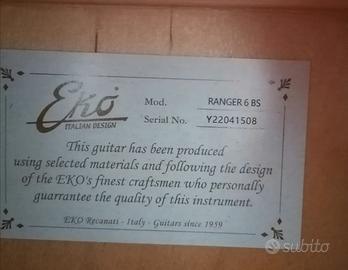 Eko
ITALIAN DESIGN
Mod. RANGER 6 BS
Serial No. Y22041508
This guitar has been produced
using selected materials and following the design
of the EKO's finest craftsmen who personally
guarrantee the quality of this instrument.
EKO Recanati - Italy - Guitars since 1959
subito